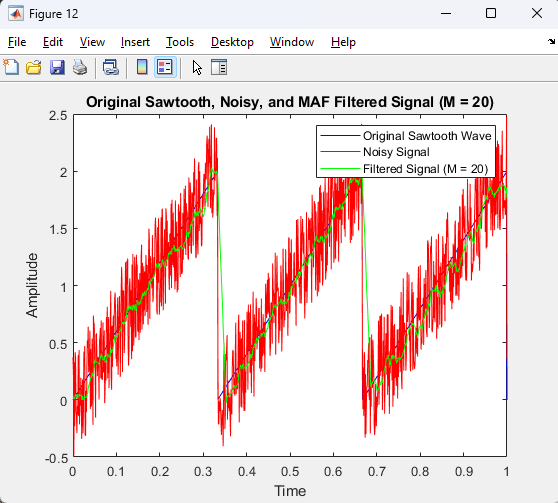 Figure 12
File Edit View Insert Tools Desktop Window Help
Original Sawtooth, Noisy, and MAF Filtered Signal (M = 20)
2.5
Original Sawtooth Wave
Noisy Signal
Filtered Signal (M = 20)
2
1.5
1
0.5
0
-0.5
Amplitude
0 0.1 0.2 0.3 0.4 0.5 0.6 0.7 0.8 0.9 1
Time